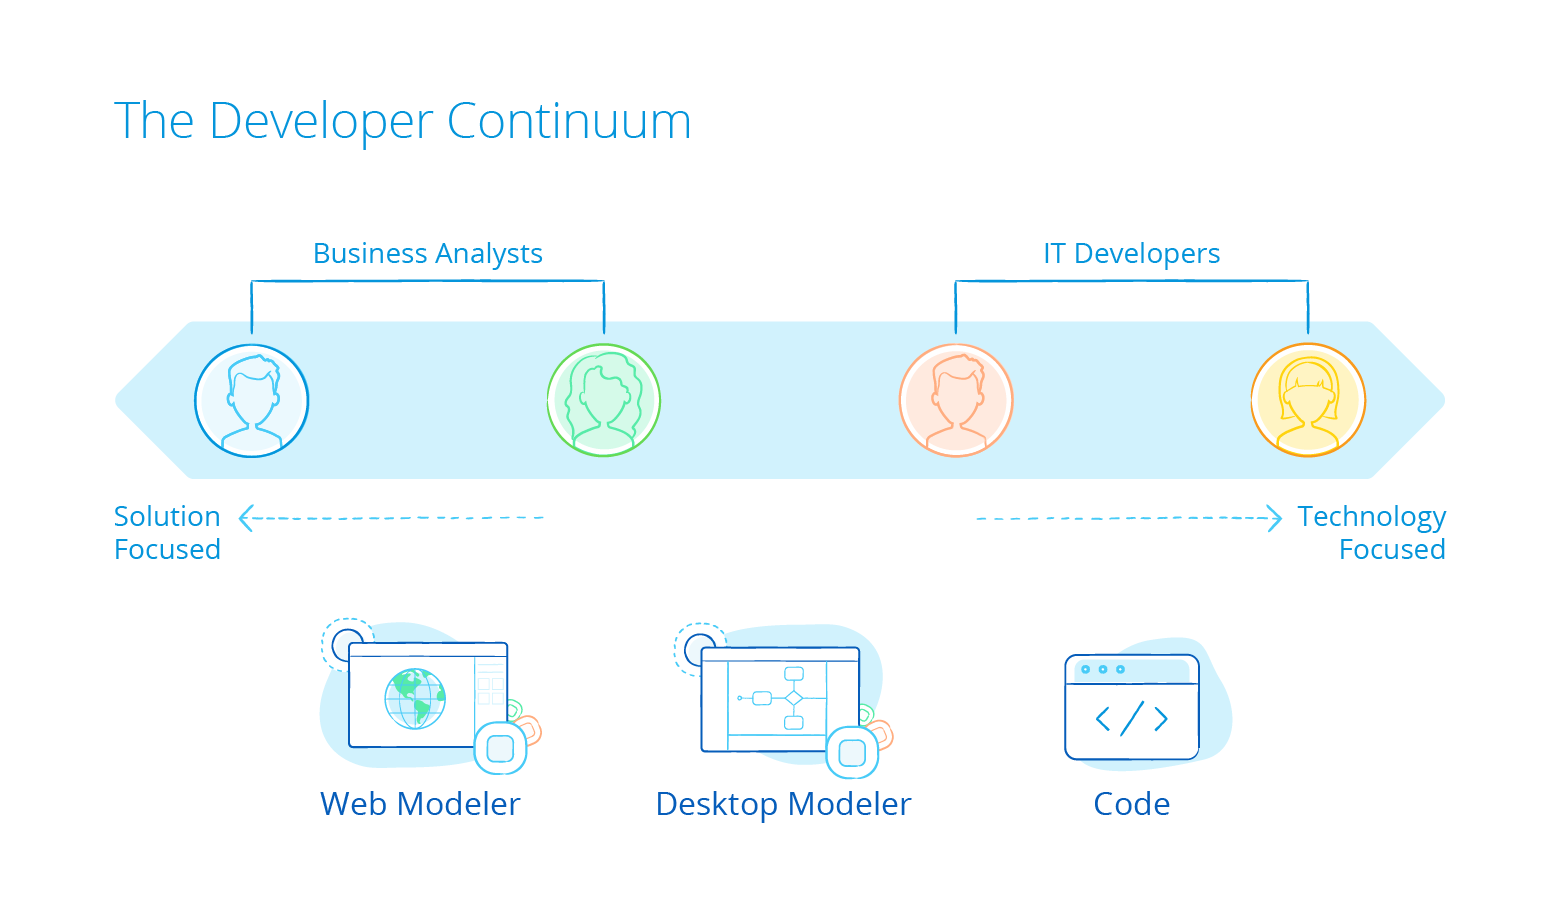 The Developer Continuum
Business Analysts
IT Developers
Solution
Focused
Technology
Focused
Web Modeler
Desktop Modeler
Code